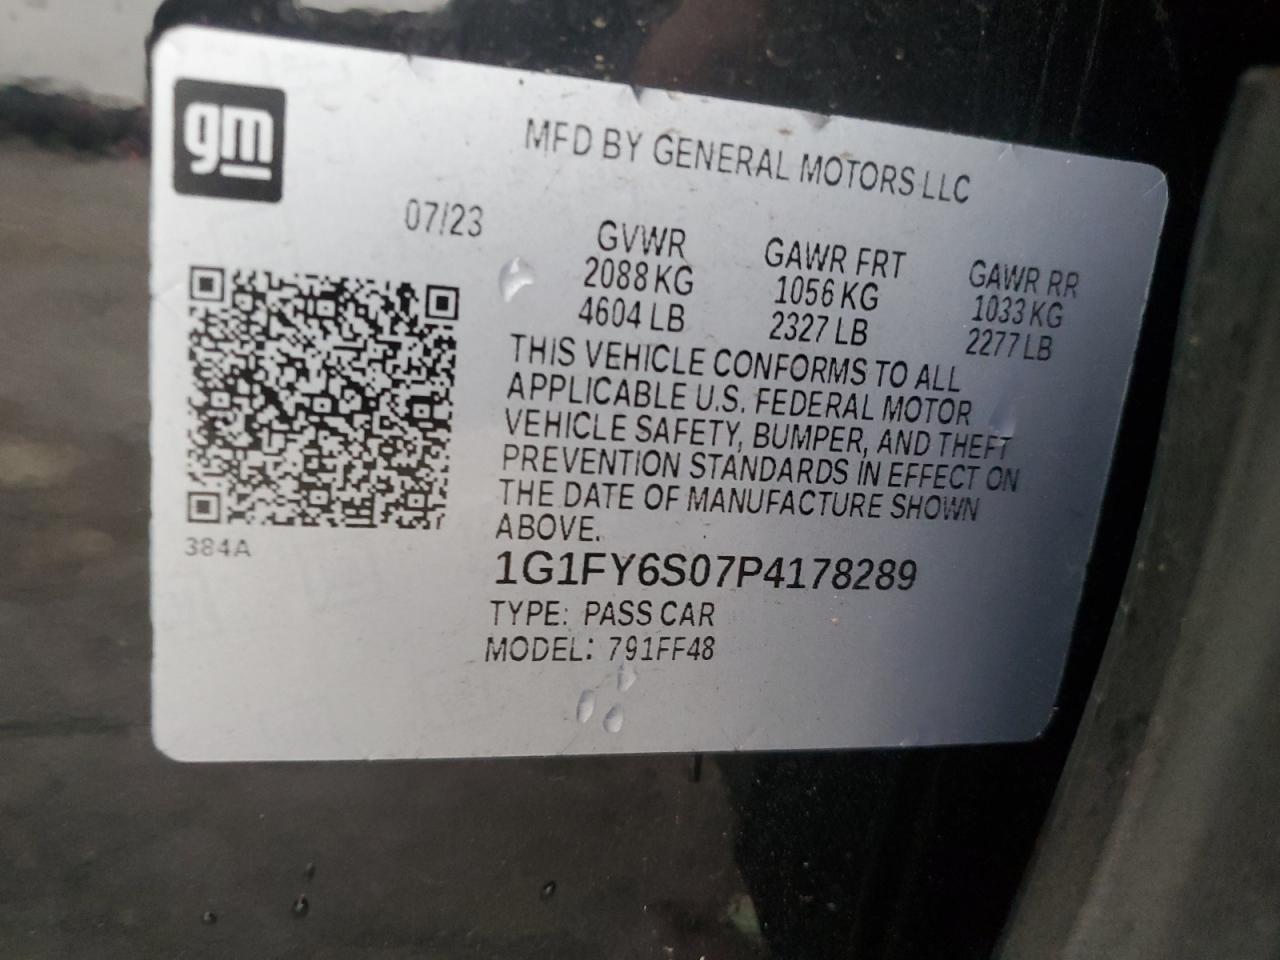 gm
MFD BY GENERAL MOTORS LLC
07/23
GVWR GAWR FRT GAWR RR
2088 KG 1056 KG 1033 KG
4604 LB 2327 LB 2277 LB
THIS VEHICLE CONFORMS TO ALL
APPLICABLE U.S. FEDERAL MOTOR
VEHICLE SAFETY, BUMPER, AND THEFT
PREVENTION STANDARDS IN EFFECT ON
THE DATE OF MANUFACTURE SHOWN
ABOVE.
384A
1G1FY6S07P4178289
TYPE: PASS CAR
MODEL: 791FF48